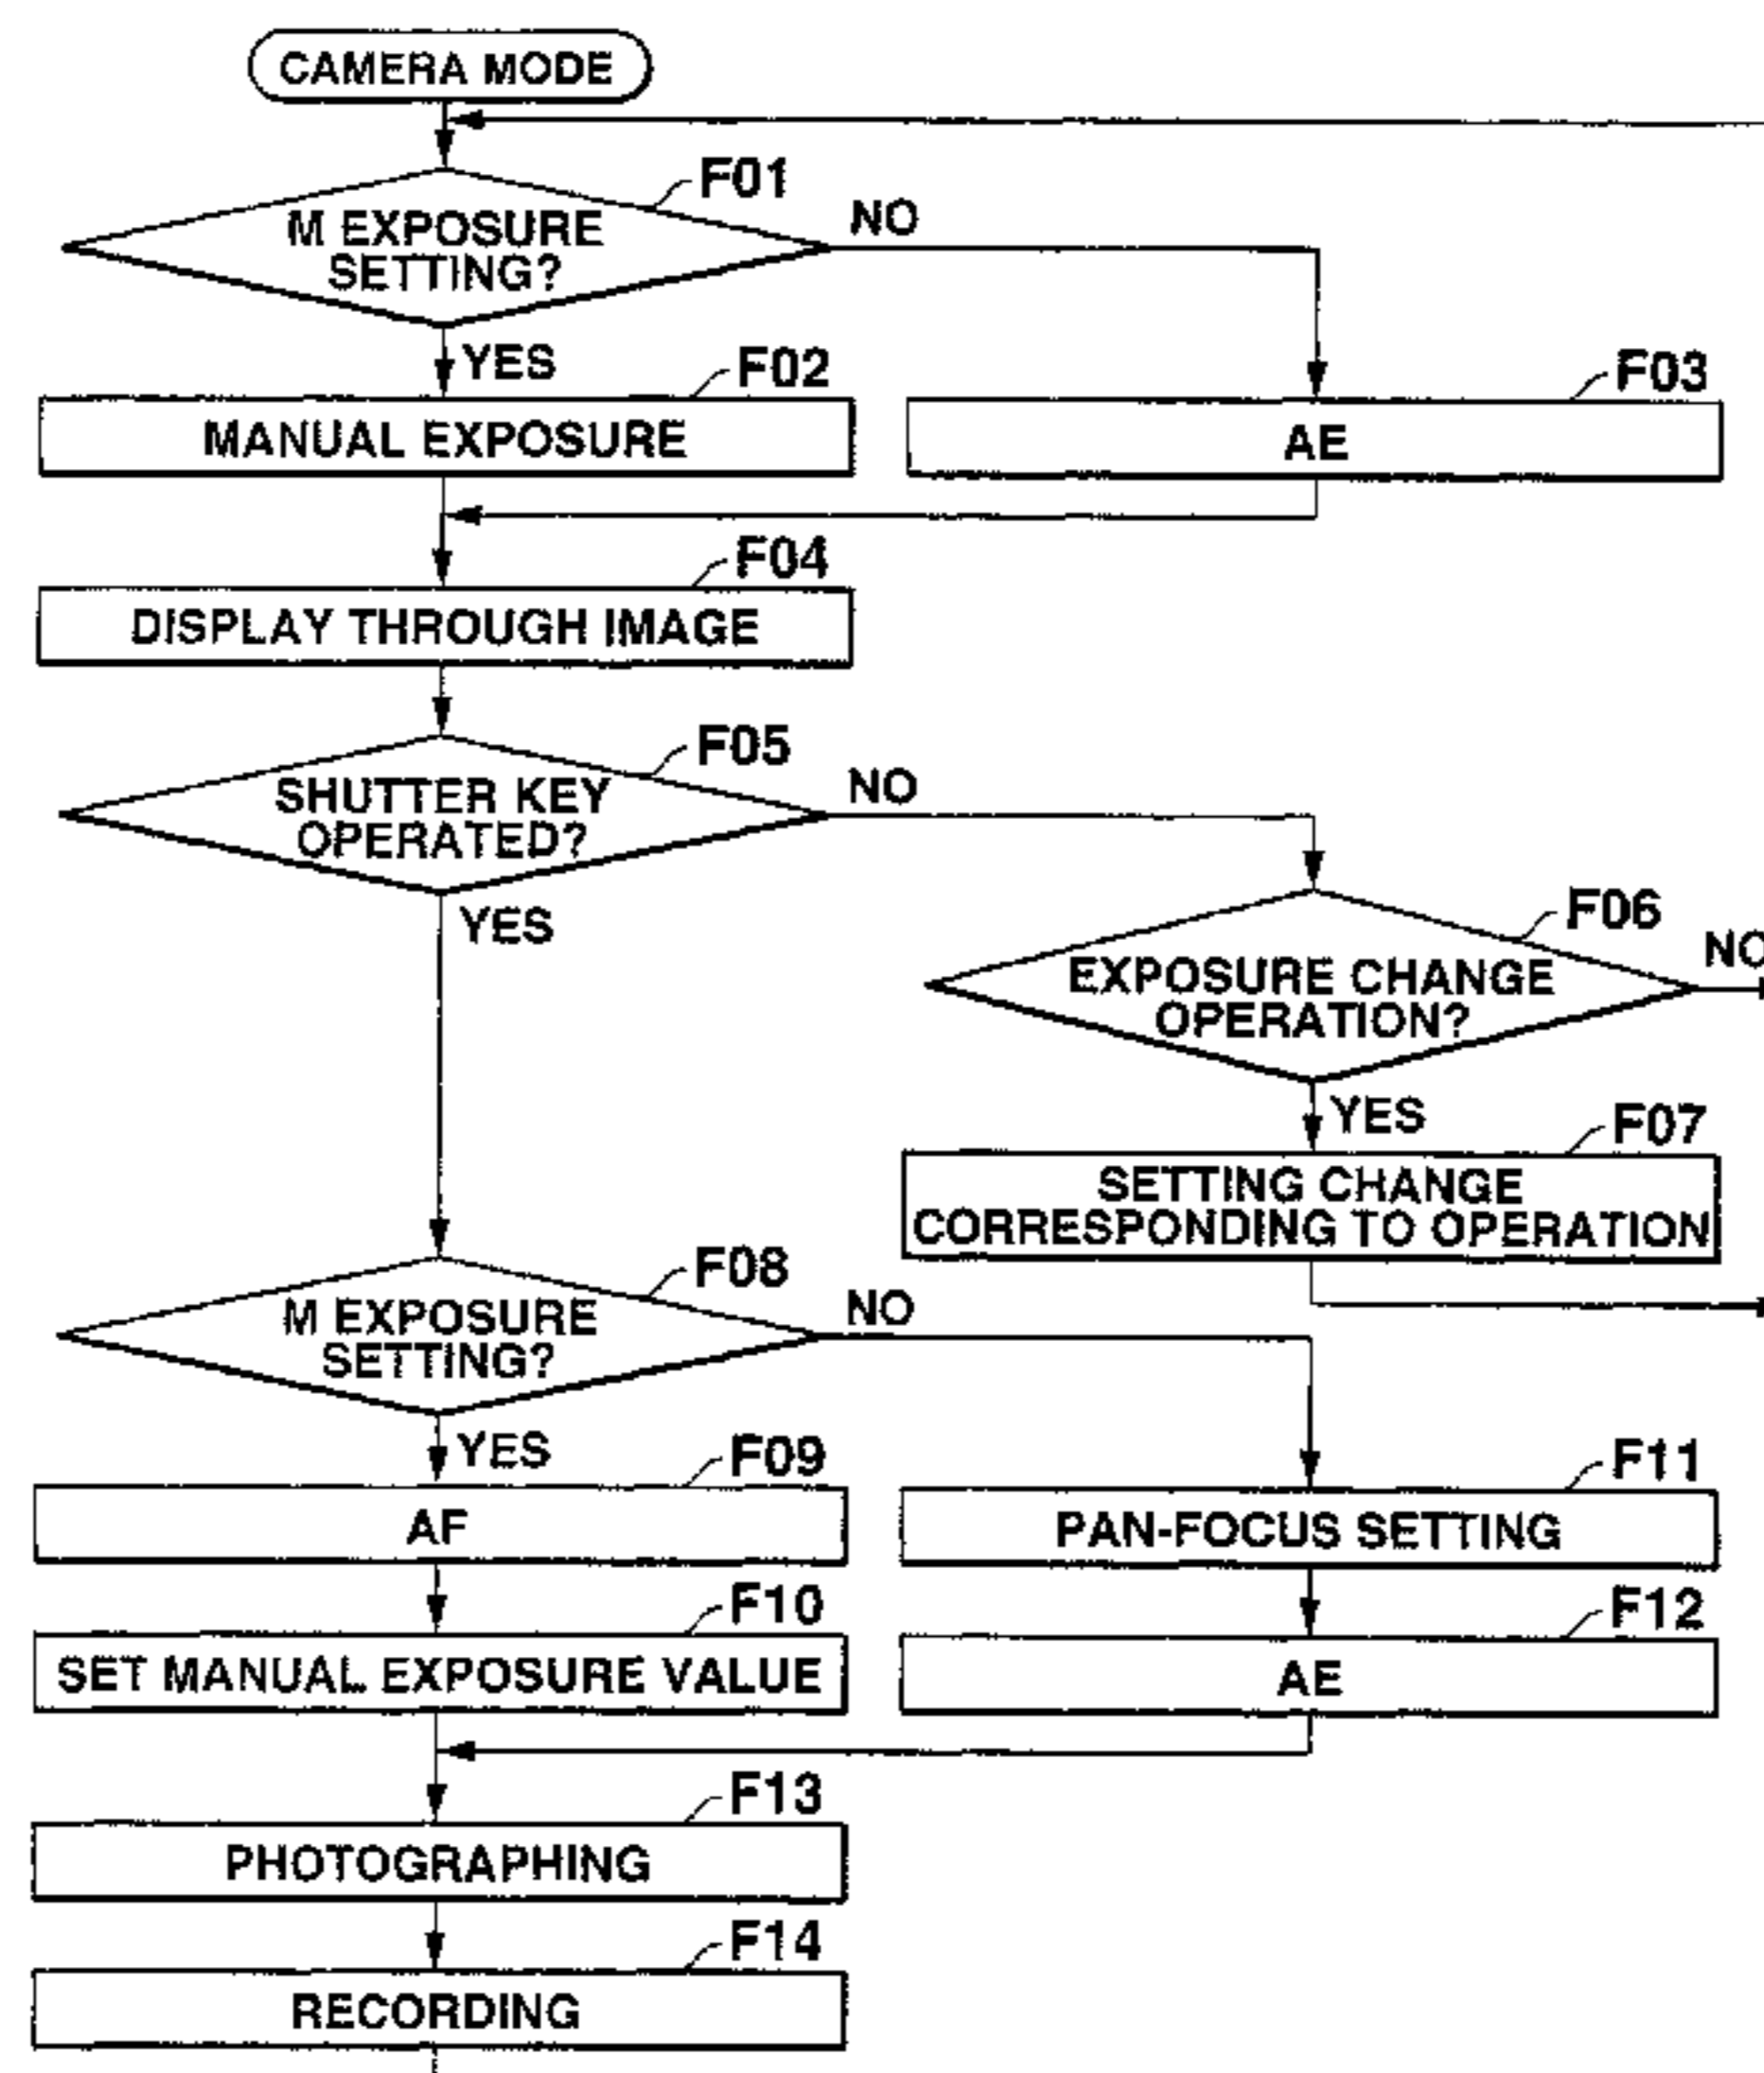 CAMERA MODE
F01
M EXPOSURE
SETTING?
NO
YES
F02
MANUAL EXPOSURE
F03
AE
F04
DISPLAY THROUGH IMAGE
F05
SHUTTER KEY
OPERATED?
NO
YES
F06
EXPOSURE CHANGE
OPERATION?
NO
YES
F07
SETTING CHANGE
CORRESPONDING TO OPERATION
F08
M EXPOSURE
SETTING?
NO
YES
F09
AF
F11
PAN-FOCUS SETTING
F10
SET MANUAL EXPOSURE VALUE
F12
AE
F13
PHOTOGRAPHING
F14
RECORDING